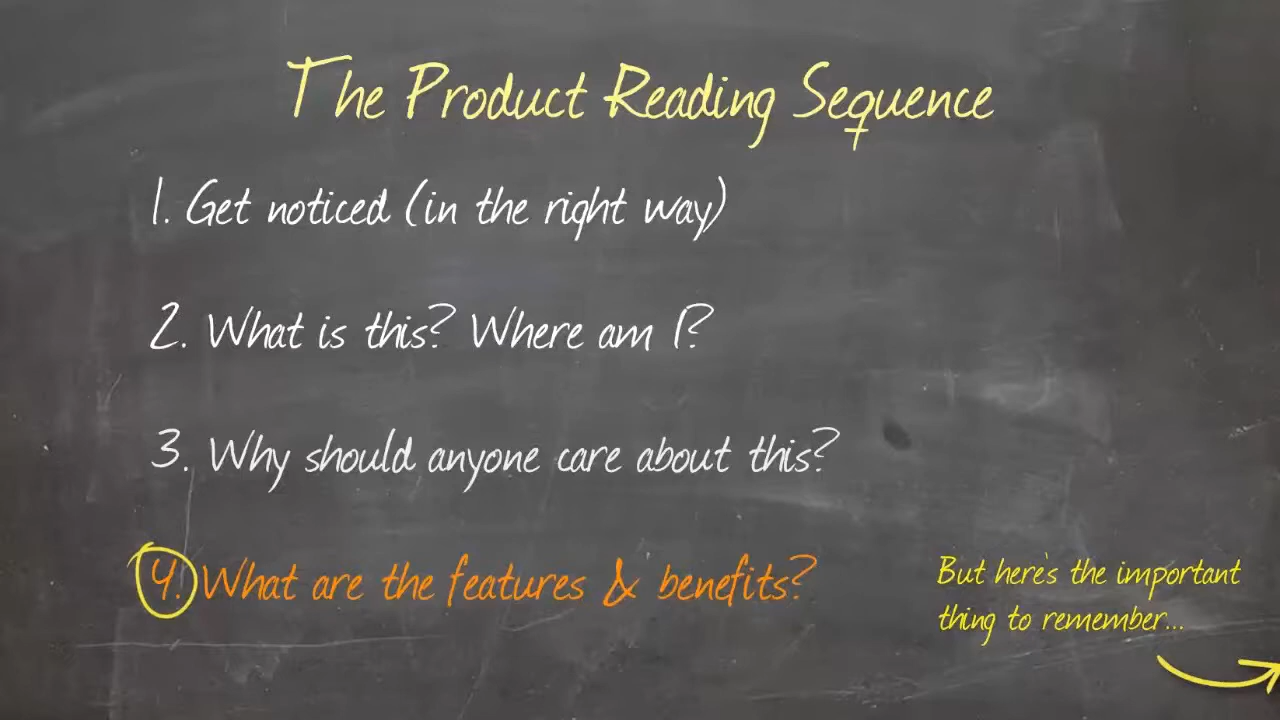 The Product Reading Sequence
1. Get noticed (in the right way)
2. What is this? Where am I?
3. Why should anyone care about this?
4. What are the features & benefits?
But here's the important
thing to remember...